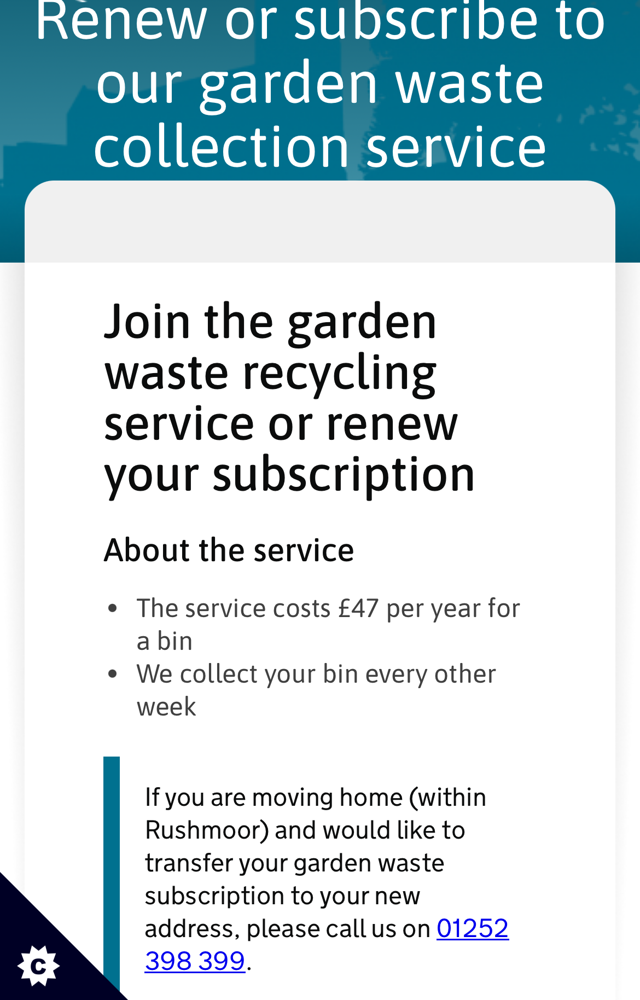 Renew or subscribe to
our garden waste
collection service
Join the garden
waste recycling
service or renew
your subscription
About the service
• The service costs £47 per year for
a bin
• We collect your bin every other
week
If you are moving home (within
Rushmoor) and would like to
transfer your garden waste
subscription to your new
address, please call us on 01252
398 399.
C